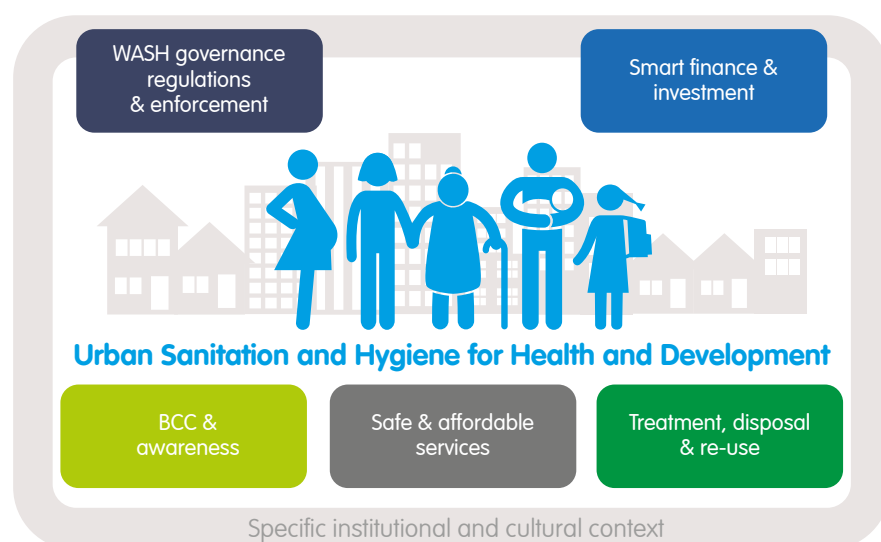 WASH governance
regulations
& enforcement
Smart finance &
investment
Urban Sanitation and Hygiene for Health and Development
BCC &
awareness
Safe & affordable
services
Treatment, disposal
& re-use
Specific institutional and cultural context